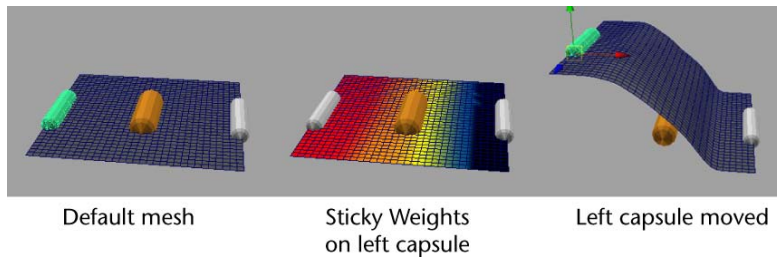 Default mesh
Sticky Weights
on left capsule
Left capsule moved